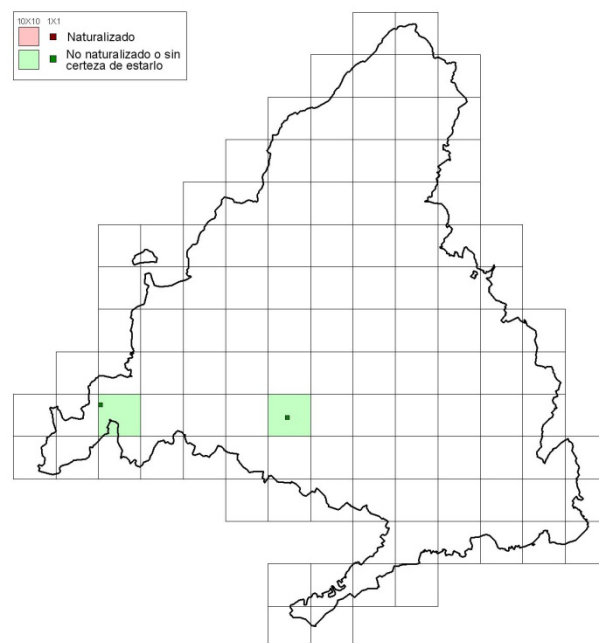 10X10 1X1
Naturalizado
No naturalizado o sin
certeza de estarlo